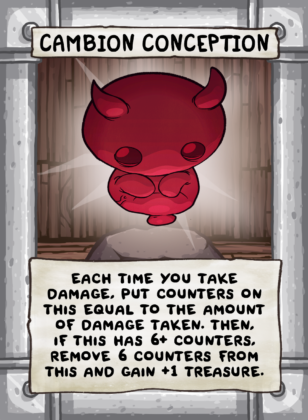 CAMBION CONCEPTION
EACH TIME YOU TAKE
DAMAGE, PUT COUNTERS ON
THIS EQUAL TO THE AMOUNT
OF DAMAGE TAKEN. THEN,
IF THIS HAS 6+ COUNTERS,
REMOVE 6 COUNTERS FROM
THIS AND GAIN +1 TREASURE.